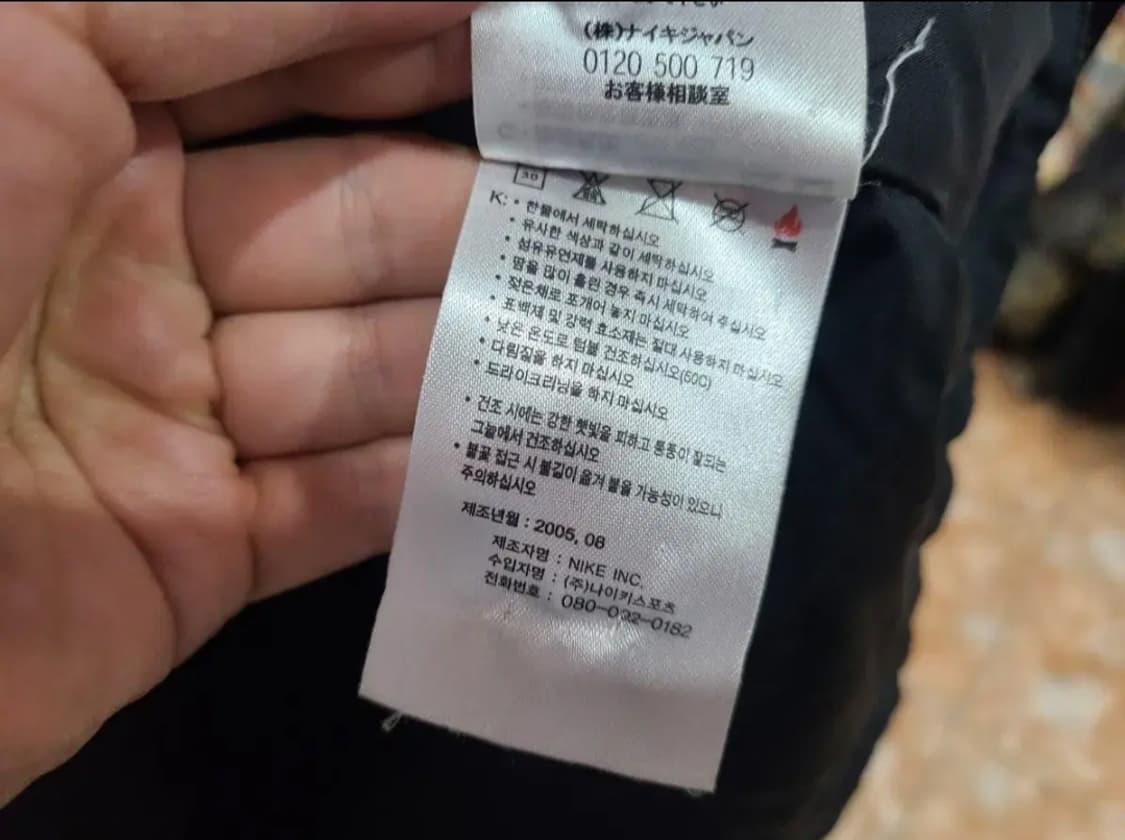 (株)ナイキジャパン
0120 500 719
お客様相談室
30
K: • 한물에서 세탁하십시오
• 유사한 색상과 같이 세탁하십시오
• 섬유유연제를 사용하지 마십시오
• 땀을 많이 흘린 경우 즉시 세탁하여 주십시오
• 젖은채로 포개어 놓지 마십시오
• 표백제 및 강력 효소제는 절대 사용하지 마십시오
• 낮은 온도로 텀블 건조하십시오(60C)
• 다림질을 하지 마십시오
• 드라이크리닝을 하지 마십시오
• 건조 시에는 강한 햇빛을 피하고 통풍이 잘되는
그늘에서 건조하십시오
• 불꽃 접근 시 불길이 옮겨 붙을 가능성이 있으니
주의하십시오
제조년월 : 2005, 08
제조자명 : NIKE INC.
수입자명 : (주)나이키스포츠
전화번호 : 080-022-0182